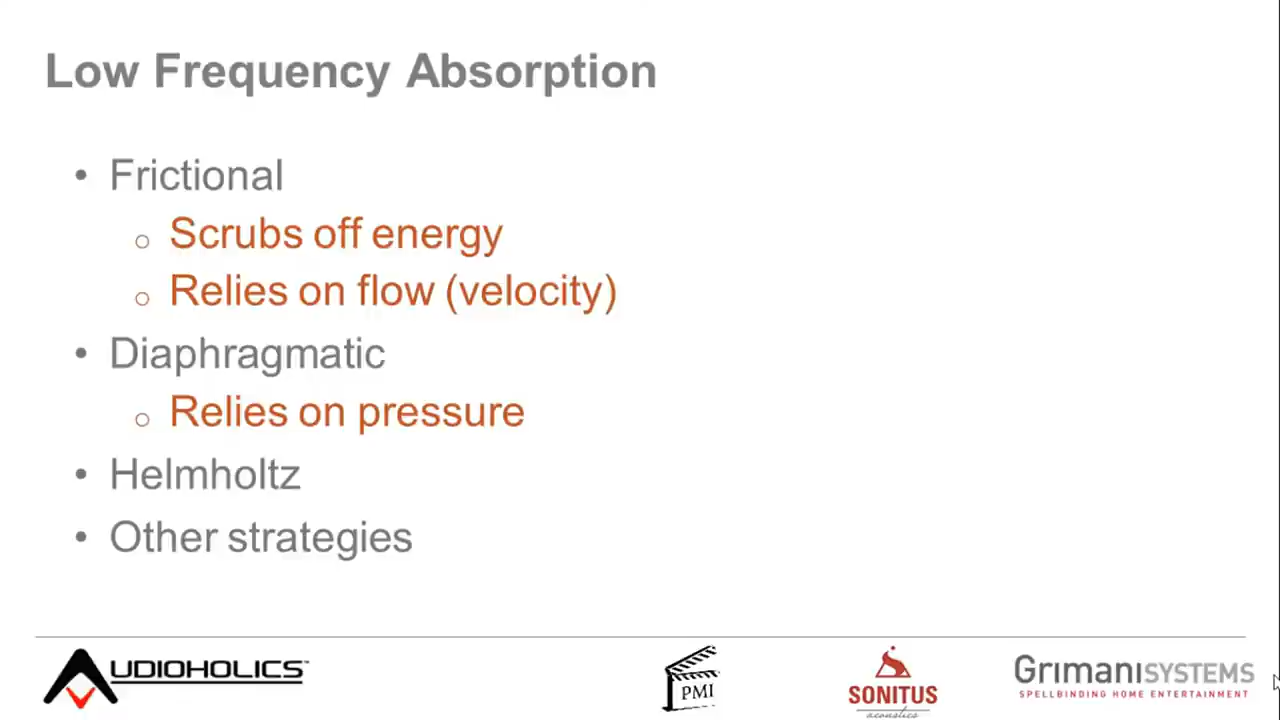 Low Frequency Absorption
• Frictional
o Scrubs off energy
o Relies on flow (velocity)
• Diaphragmatic
o Relies on pressure
• Helmholtz
• Other strategies
AUDIOHOLICS™
PMI
SONITUS
acoustics
GrimaniSYSTEMS
SPELLBINDING HOME ENTERTAINMENT